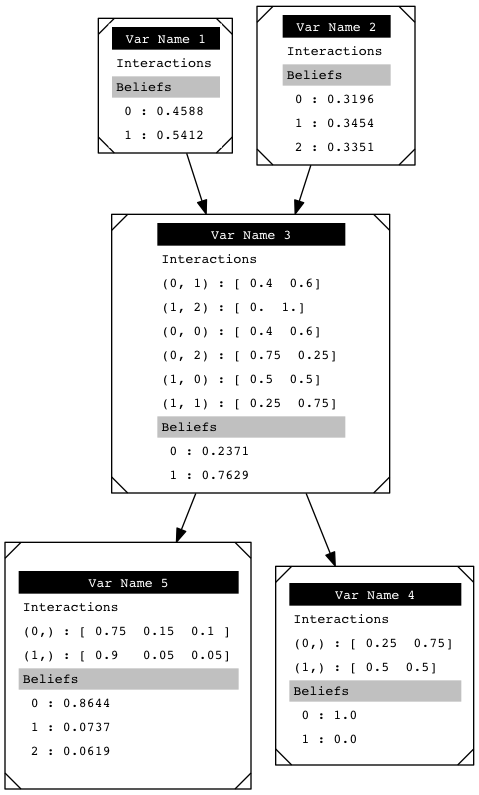 Var Name 1
Interactions
Beliefs
0 : 0.4588
1 : 0.5412
Var Name 2
Interactions
Beliefs
0 : 0.3196
1 : 0.3454
2 : 0.3351
Var Name 3
Interactions
(0, 1) : [ 0.4  0.6]
(1, 2) : [ 0.  1.]
(0, 0) : [ 0.4  0.6]
(0, 2) : [ 0.75  0.25]
(1, 0) : [ 0.5  0.5]
(1, 1) : [ 0.25  0.75]
Beliefs
0 : 0.2371
1 : 0.7629
Var Name 5
Interactions
(0,) : [ 0.75  0.15  0.1 ]
(1,) : [ 0.9   0.05  0.05]
Beliefs
0 : 0.8644
1 : 0.0737
2 : 0.0619
Var Name 4
Interactions
(0,) : [ 0.25  0.75]
(1,) : [ 0.5  0.5]
Beliefs
0 : 1.0
1 : 0.0